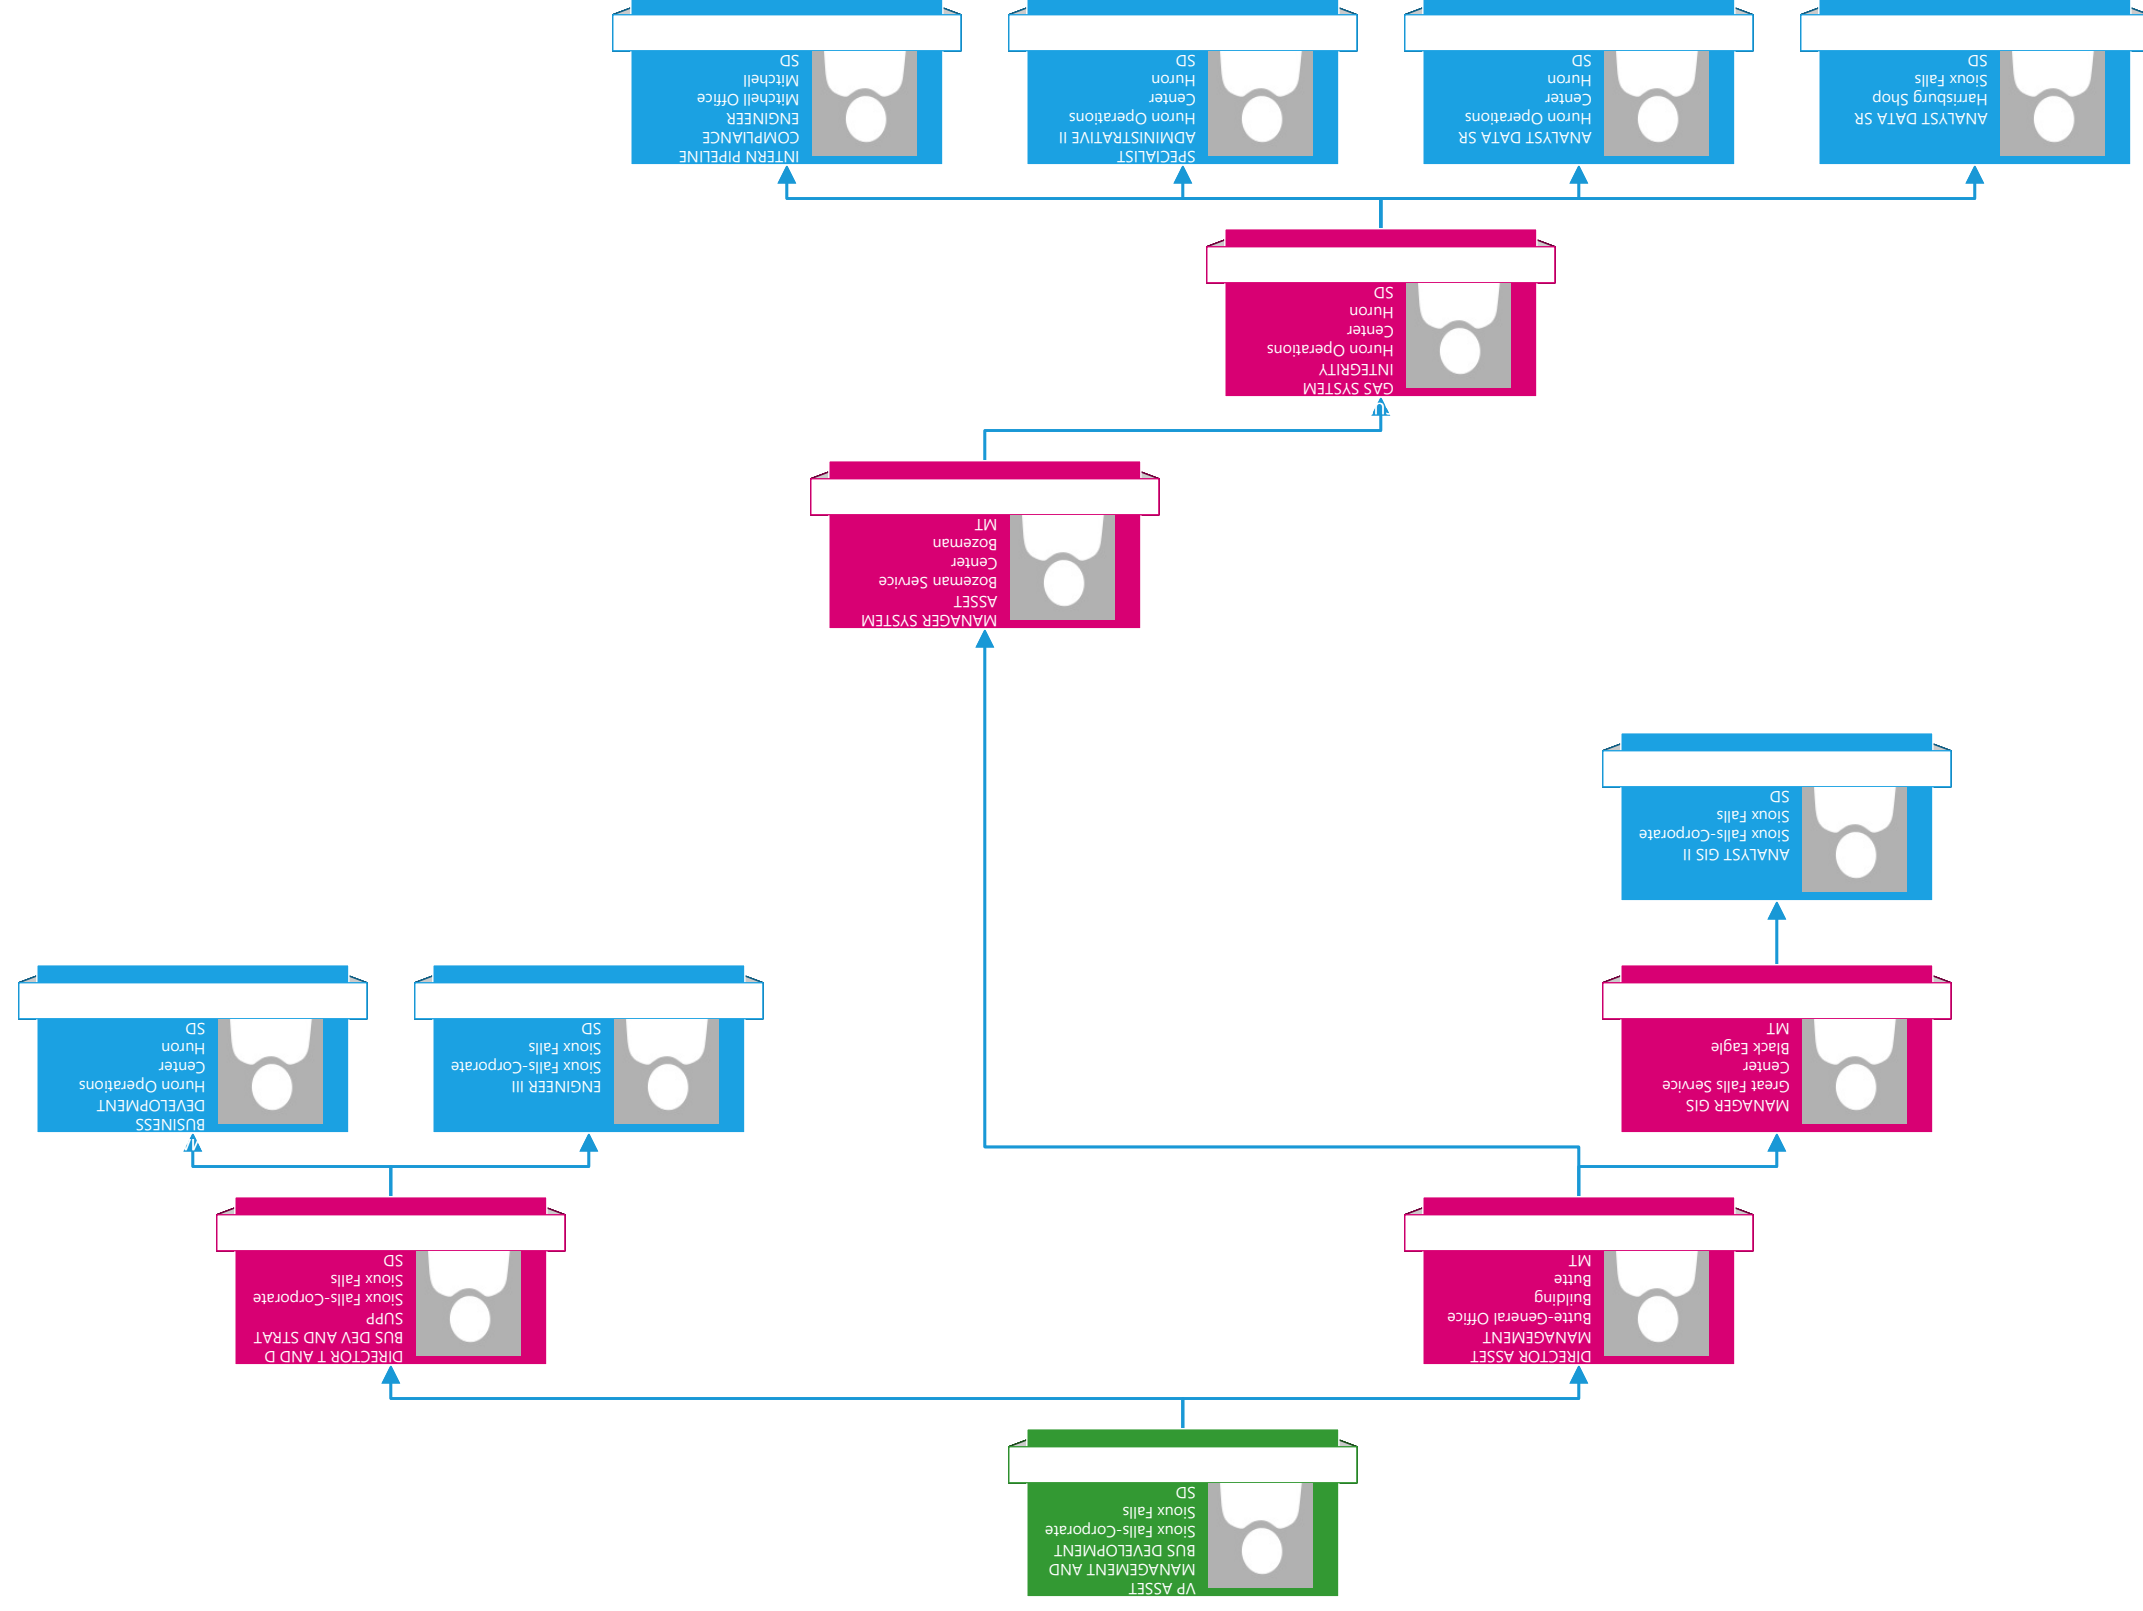 VP ASSET
MANAGEMENT AND
BUS DEVELOPMENT
Sioux Falls-Corporate
Sioux Falls
SD
DIRECTOR ASSET
MANAGEMENT
Butte-General Office
Building
Butte
MT
DIRECTOR T AND D
BUS DEV AND STRAT
SUPP
Sioux Falls-Corporate
Sioux Falls
SD
MANAGER GIS
Great Falls Service
Center
Black Eagle
MT
ENGINEER III
Sioux Falls-Corporate
Sioux Falls
SD
BUSINESS
DEVELOPMENT
Huron Operations
Center
Huron
SD
ANALYST GIS II
Sioux Falls-Corporate
Sioux Falls
SD
MANAGER SYSTEM
ASSET
Bozeman Service
Center
Bozeman
MT
GAS SYSTEM
INTEGRITY
Huron Operations
Center
Huron
SD
ANALYST DATA SR
Harrisburg Shop
Sioux Falls
SD
ANALYST DATA SR
Huron Operations
Center
Huron
SD
SPECIALIST
ADMINISTRATIVE II
Huron Operations
Center
Huron
SD
INTERN PIPELINE
COMPLIANCE
ENGINEER
Mitchell Office
Mitchell
SD